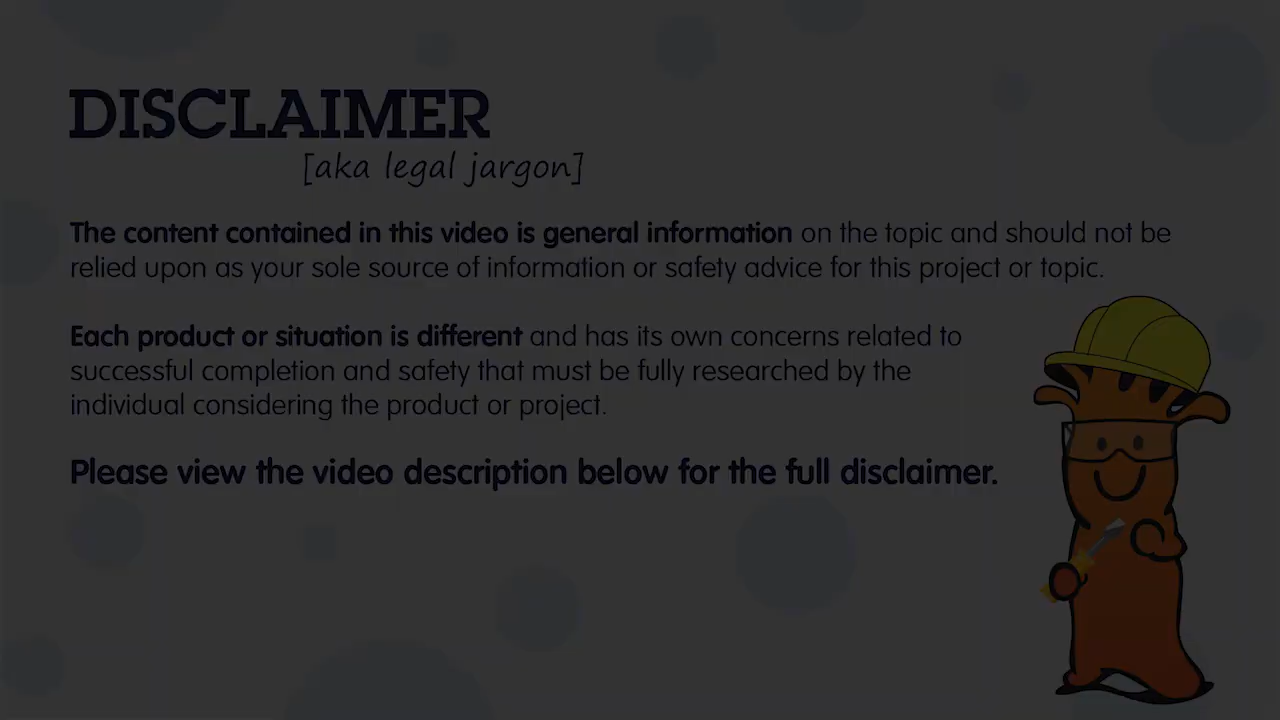 DISCLAIMER
[aka legal jargon]
The content contained in this video is general information on the topic and should not be
relied upon as your sole source of information or safety advice for this project or topic.
Each product or situation is different and has its own concerns related to
successful completion and safety that must be fully researched by the
individual considering the product or project.
Please view the video description below for the full disclaimer.